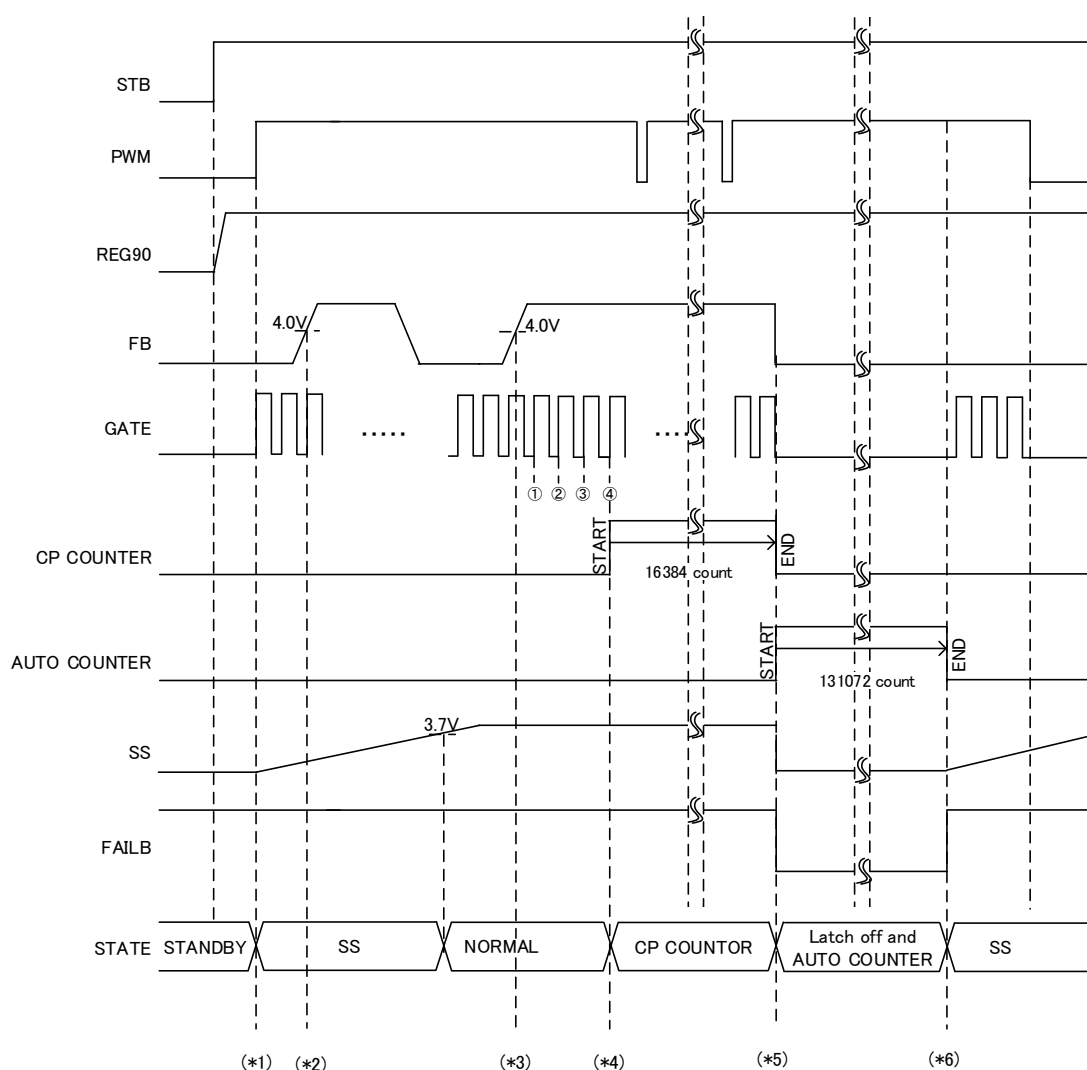 STB
PWM
REG90
4.0V
4.0V
FB
GATE
.....
.....
① ② ③ ④
START
END
CP COUNTER
16384 count
START
END
AUTO COUNTER
131072 count
3.7V
SS
FAILB
STATE STANDBY SS NORMAL CP COUNTOR Latch off and AUTO COUNTER SS
(*1) (*2) (*3) (*4) (*5) (*6)